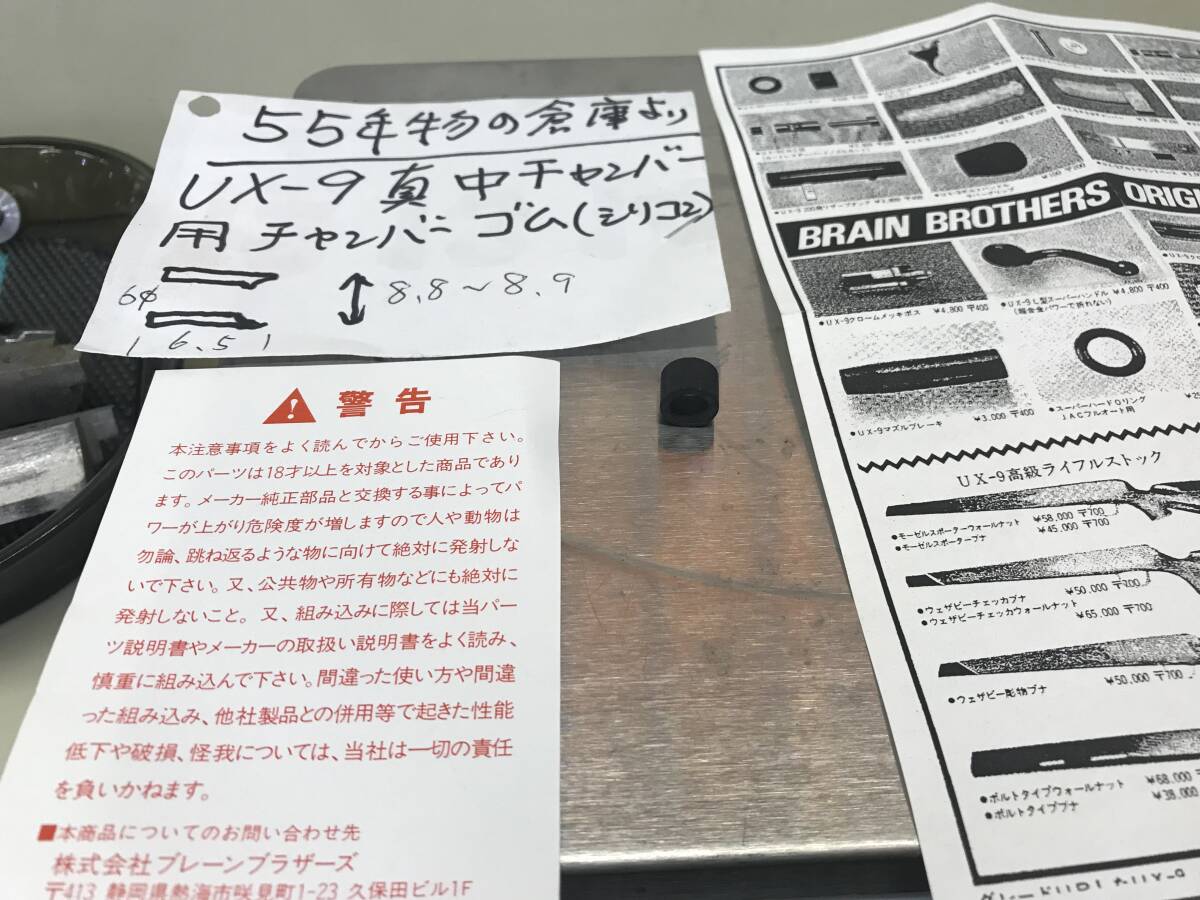 55年物の倉庫より
UX-9 真中チャンバー
用チャンバーゴム(シリコン)
6φ
8.8～8.9
6.5
警告
本注意事項をよく読んでからご使用下さい。
このパーツは18才以上を対象とした商品であり
ます。メーカー純正部品と交換する事によってパ
ワーが上がり危険度が増しますので人や動物は
勿論、跳ね返るような物に向けて絶対に発射しな
いで下さい。又、公共物や所有物などにも絶対に
発射しないこと。又、組み込みに際しては当パー
ツ説明書やメーカーの取扱い説明書をよく読み、
慎重に組み込んで下さい。間違った使い方や間違
った組み込み、他社製品との併用等で起きた性能
低下や破損、怪我については、当社は一切の責任
を負いかねます。
■本商品についてのお問い合わせ先
株式会社ブレーンブラザーズ
〒413 静岡県熱海市咲見町1-23 久保田ビル1F
BRAIN BROTHERS ORIG
●UX-9クロームメッキボス ¥4,800 〒400
●UX-9L型スーパーハンドル ¥4,800 〒400
(超合金パワーで折れない)
¥3,000 〒400
●UX-9マズルブレーキ
●スーパーハードOリング
JACフルオート用
UX-9高級ライフルストック
●モーゼルスポーターウォールナット ¥58,000 〒700
●モーゼルスポーターブナ ¥45,000 〒700
●ウェザビーチェッカブナ ¥50,000 〒700
●ウェザビーチェッカウォールナット ¥65,000 〒700
●ウェザビー彫物ブナ ¥50,000 〒700
●ボルトタイプウォールナット ¥68,000
●ボルトタイプブナ ¥38,000